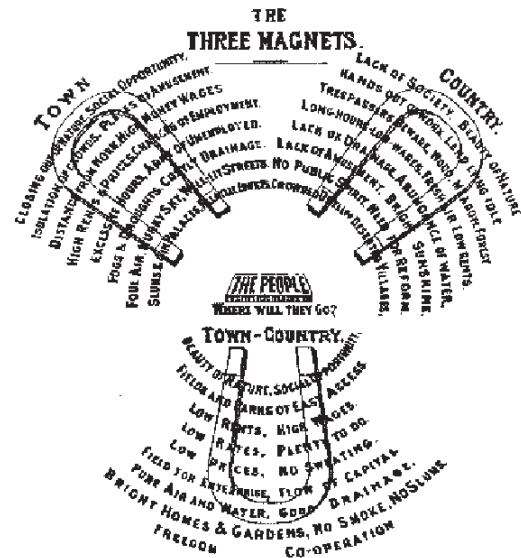 THE
THREE MAGNETS.
TOWN
CLOSING OUT OF NATURE. SOCIAL OPPORTUNITY.
ISOLATION OF CROWDS. PLACES OF AMUSEMENT.
DISTANCE FROM WORK. HIGH MONEY WAGES
HIGH RENTS & PRICES. CHANCES OF EMPLOYMENT.
EXCESSIVE HOURS. ARMY OF UNEMPLOYED.
FOGS & DROUGHTS. COSTLY DRAINAGE.
FOUL AIR. MURKY SKY. WELL-LIT STREETS.
SLUMS & GIN PALACES. EDIFICES.
COUNTRY.
LACK OF SOCIETY. BEAUTY OF NATURE
HANDS OUT OF WORK. LAND LYING IDLE
TRESPASSERS BEWARE. WOOD, MEADOW, FOREST
LONG HOURS-LOW WAGES. FRESH AIR. LOW RENTS.
LACK OF DRAINAGE. ABUNDANCE OF WATER.
LACK OF AMUSEMENT. BRIGHT SUNSHINE.
NO PUBLIC SPIRIT. NEED FOR REFORM.
CROWDED DWELLINGS. DESERTED VILLAGES.
THE PEOPLE
WHERE WILL THEY GO?
TOWN-COUNTRY.
BEAUTY OF NATURE, SOCIAL OPPORTUNITY.
FIELDS AND PARKS OF EASY ACCESS
LOW RENTS, HIGH WAGES.
LOW RATES, PLENTY TO DO.
LOW PRICES, NO SWEATING.
FIELD FOR ENTERPRISE, FLOW OF CAPITAL
PURE AIR AND WATER, GOOD DRAINAGE,
BRIGHT HOMES & GARDENS, NO SMOKE, NO SLUMS
FREEDOM CO-OPERATION